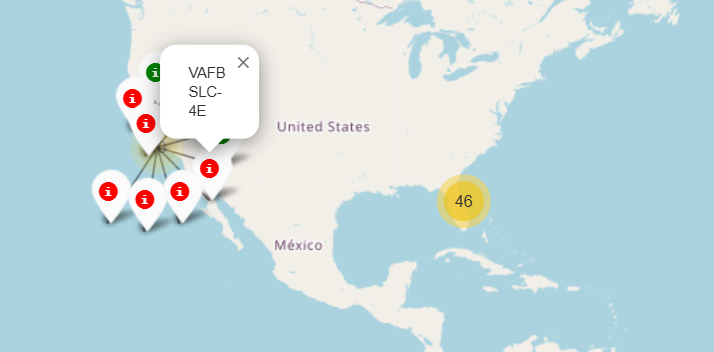 VAFB
SLC-
4E
United States
46
México